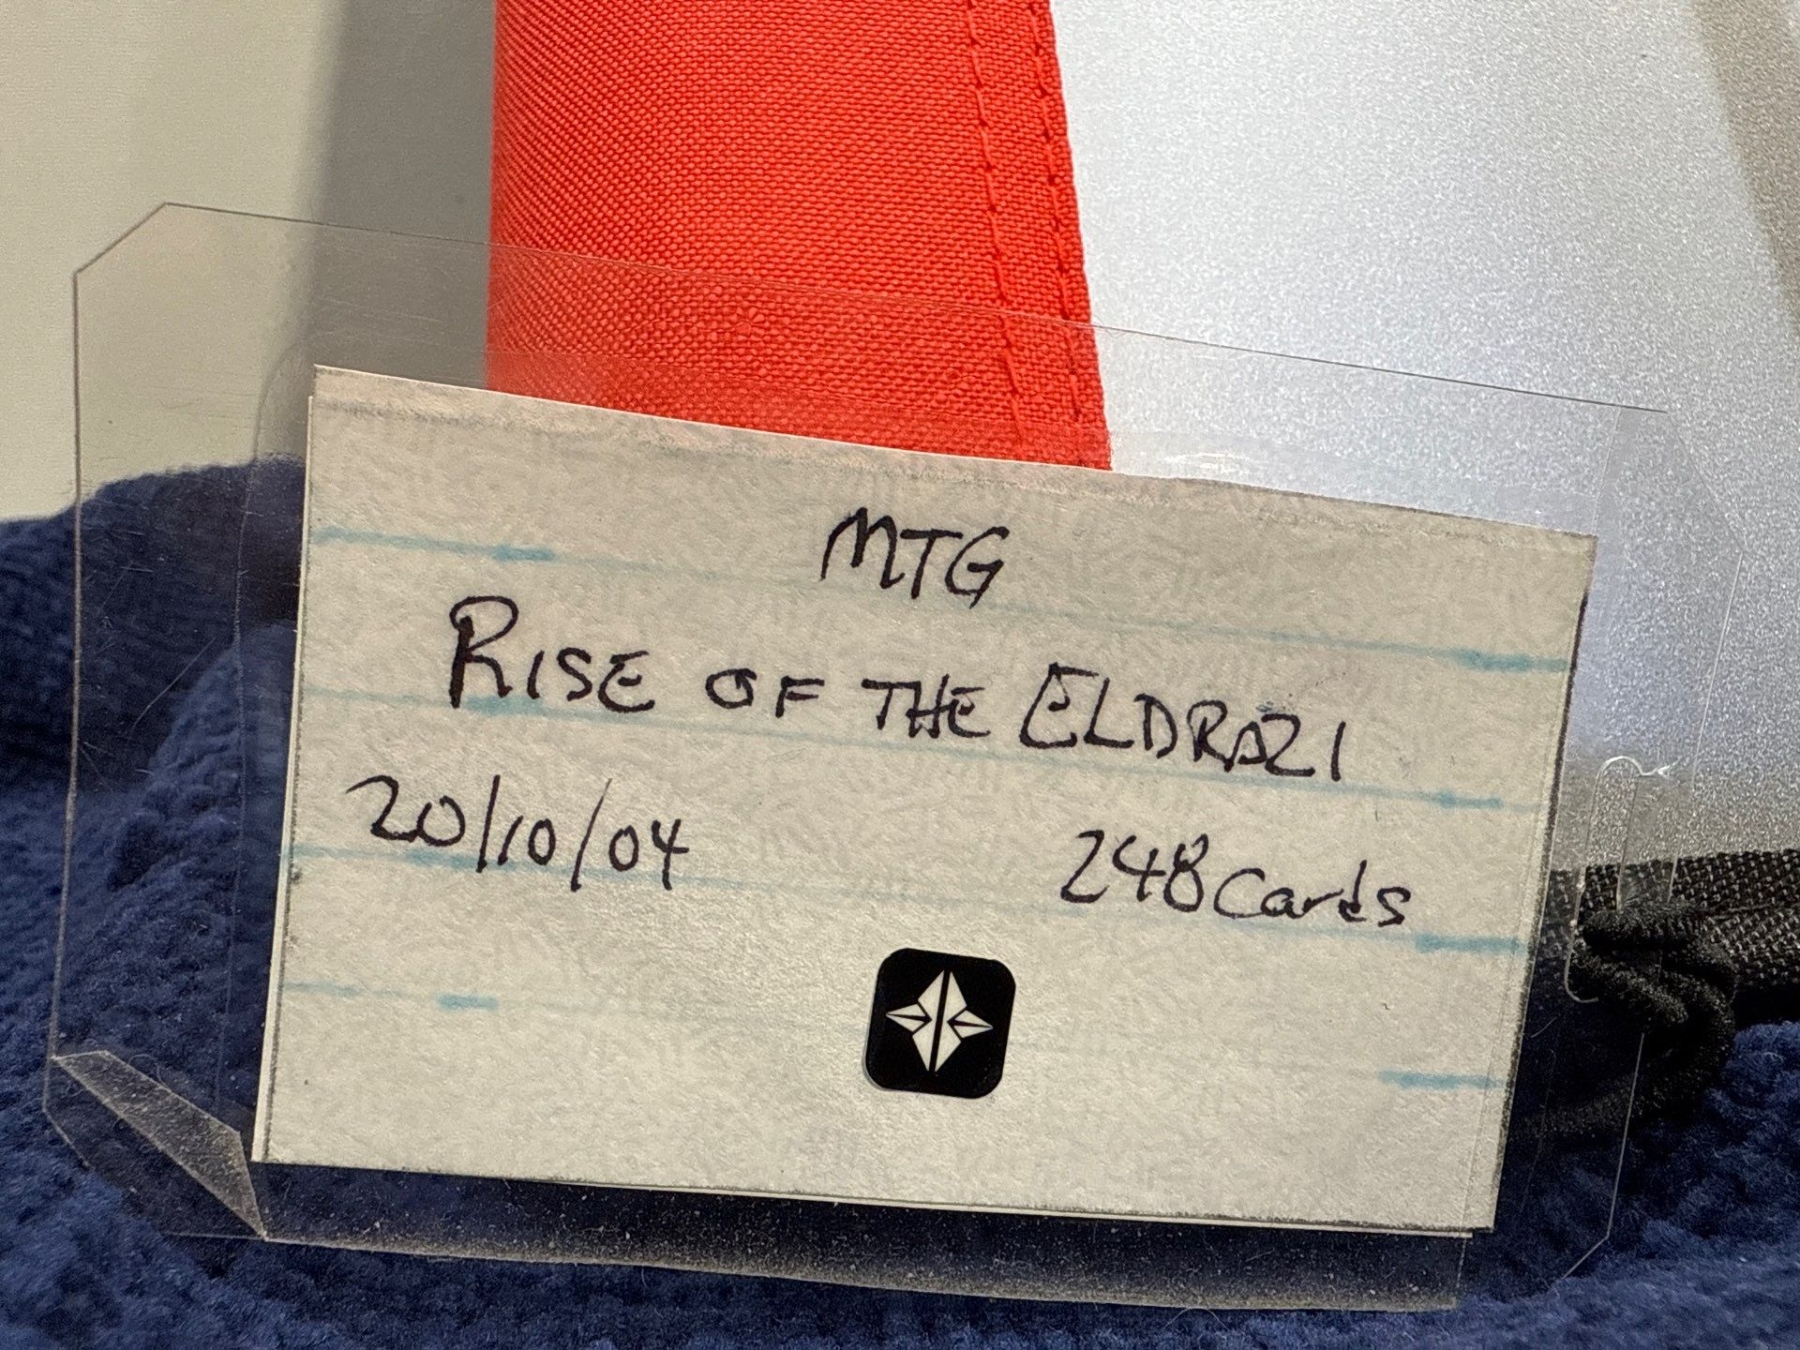 MTG
RISE OF THE ELDRAZI
20/10/04
248 Cards